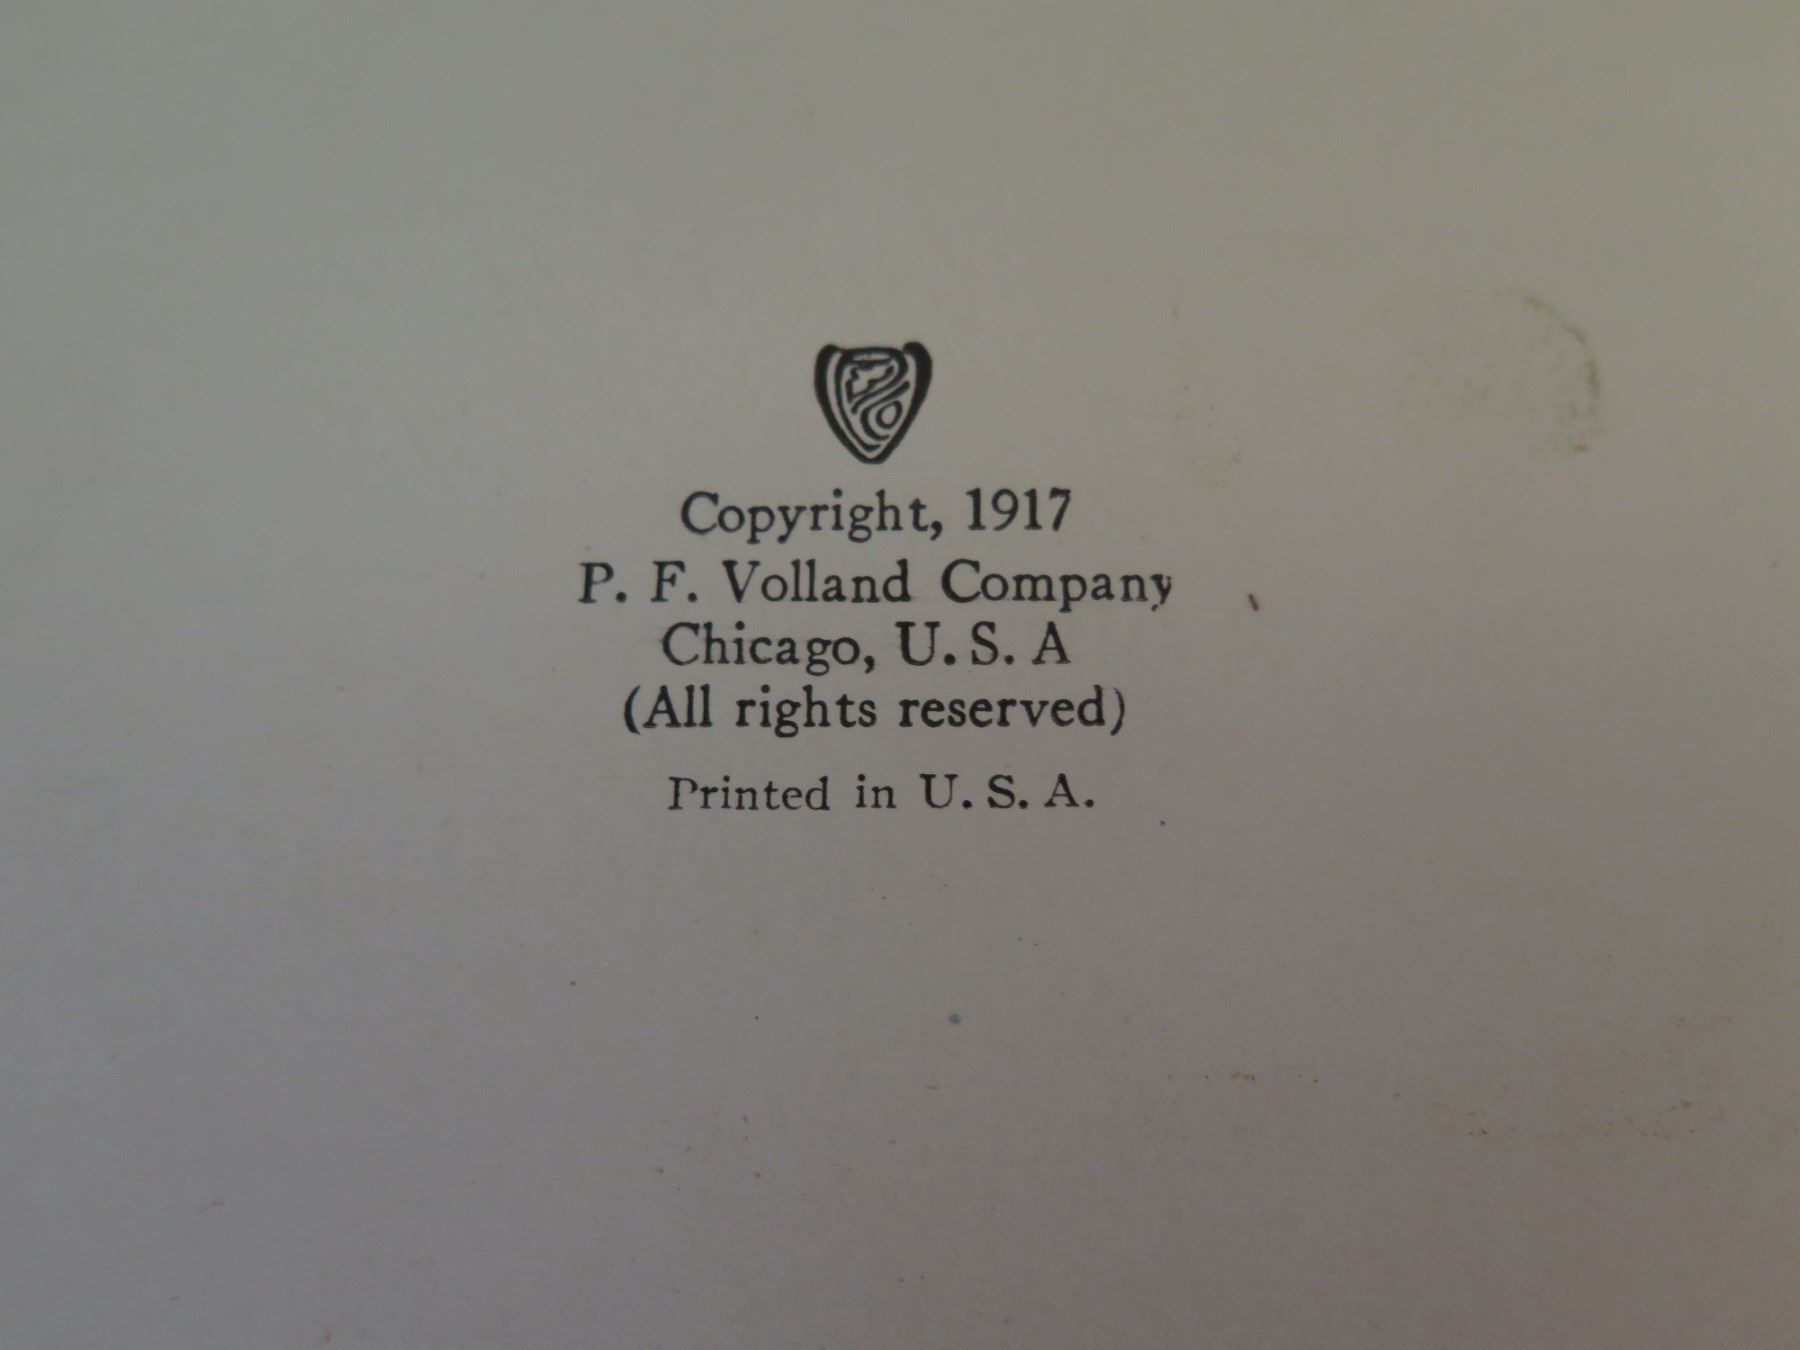 Copyright, 1917
P. F. Volland Company
Chicago, U. S. A
(All rights reserved)
Printed in U. S. A.